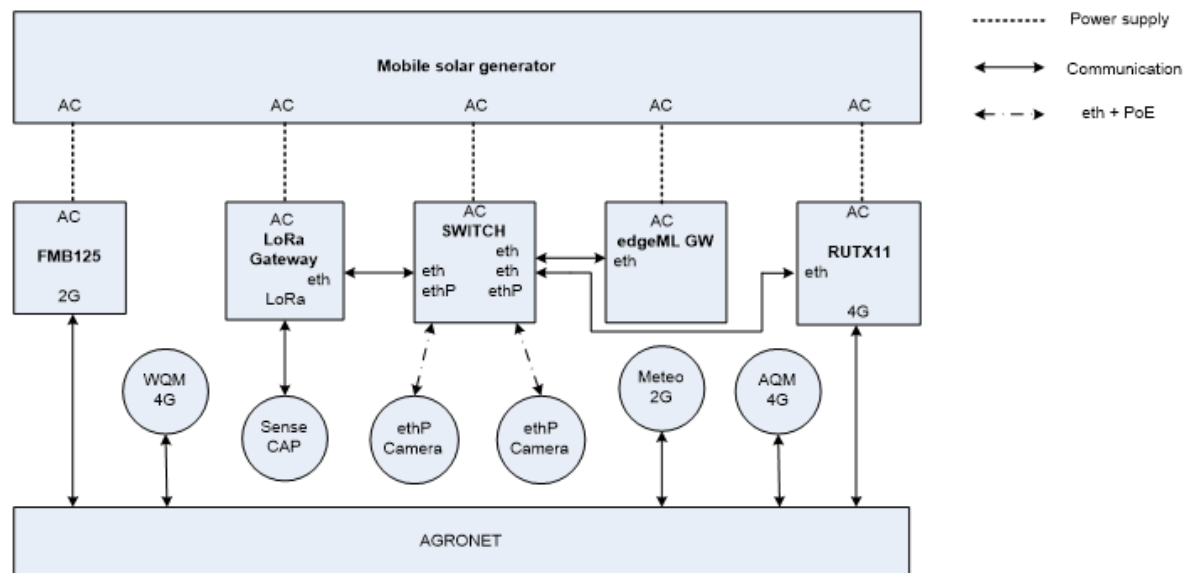 Power supply
Communication
eth + PoE
Mobile solar generator
AC AC AC AC AC
AC
FMB125
2G
AC
LoRa
Gateway
eth
LoRa
AC
SWITCH
eth
eth eth
ethP ethP
AC
edgeML GW
eth
AC
RUTX11
eth
4G
WQM
4G
Sense
CAP
ethP
Camera
ethP
Camera
Meteo
2G
AQM
4G
AGRONET